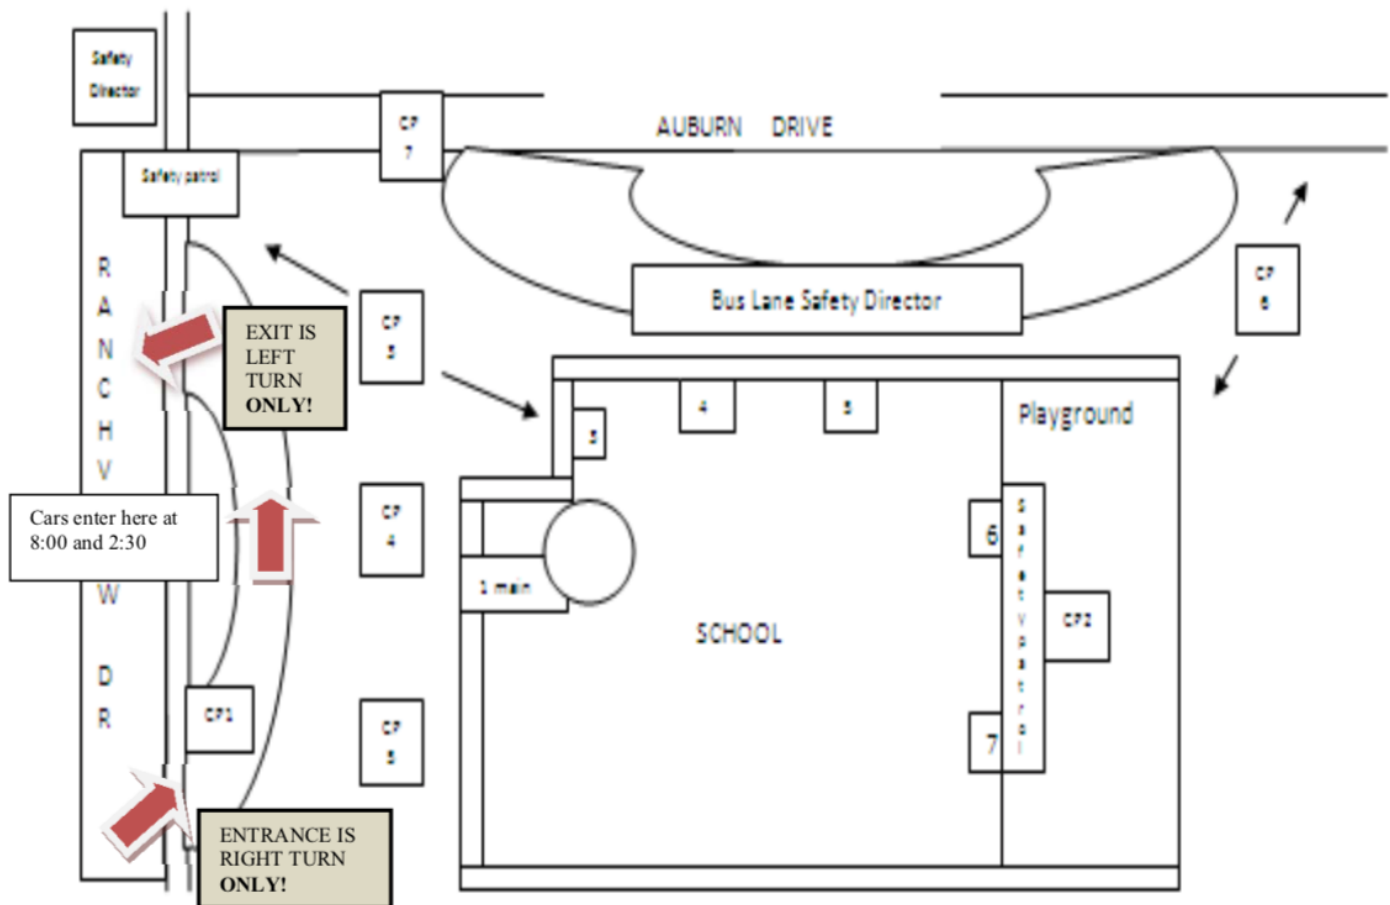 Safety
Director
CP
7
AUBURN DRIVE
Safety patrol
R
A
N
C
H
V
W
D
R
EXIT IS
LEFT
TURN
ONLY!
CP
Bus Lane Safety Director
CP
4
5
Playground
Cars enter here at
8:00 and 2:30
CP
4
1 main
6
S
a
f
e
t
y
p
a
t
r
o
l
CP2
SCHOOL
CP1
CP
5
7
ENTRANCE IS
RIGHT TURN
ONLY!